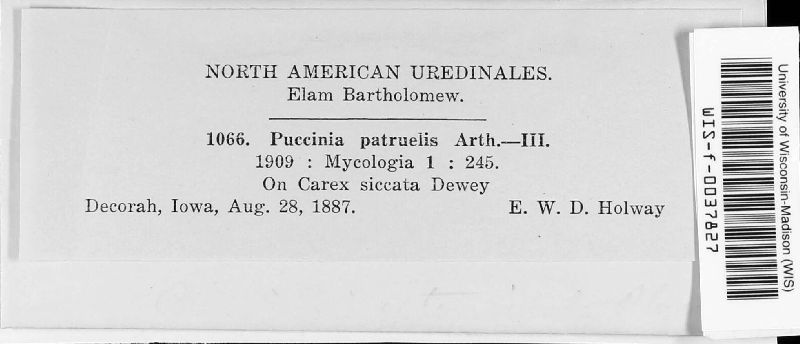 NORTH AMERICAN UREDINALES.
Elam Bartholomew.
1066. Puccinia patruelis Arth.—III.
1909 : Mycologia 1 : 245.
On Carex siccata Dewey
Decorah, Iowa, Aug. 28, 1887. E. W. D. Holway
University of Wisconsin-Madison (WIS)
WIS-f-0037827